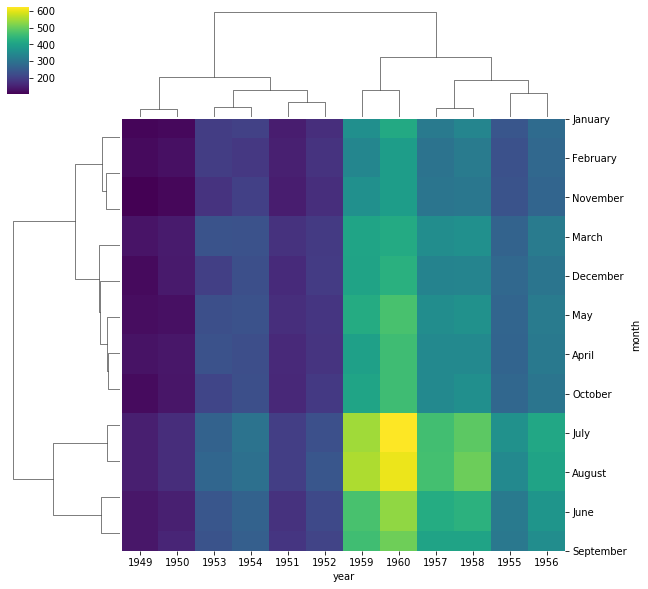 600
500
400
300
200
January
February
November
March
December
May
April
October
July
August
June
September
month
1949 1950 1953 1954 1951 1952 1959 1960 1957 1958 1955 1956
year